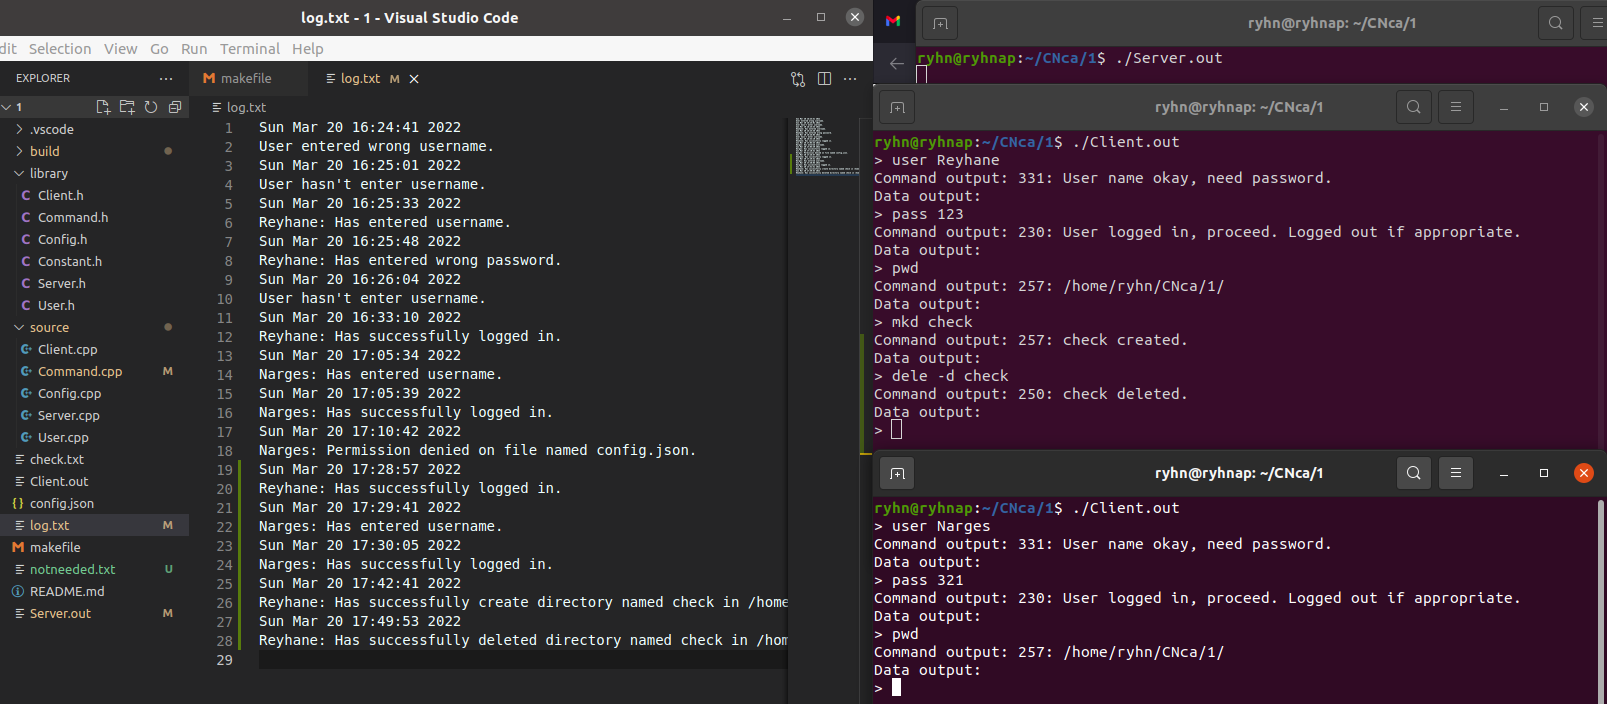 log.txt - 1 - Visual Studio Code
dit Selection View Go Run Terminal Help
EXPLORER
1
.vscode
build
library
Client.h
Command.h
Config.h
Constant.h
Server.h
User.h
source
Client.cpp
Command.cpp M
Config.cpp
Server.cpp
User.cpp
check.txt
Client.out
config.json
log.txt M
makefile
notneeded.txt U
README.md
Server.out M
makefile log.txt M
log.txt
1 Sun Mar 20 16:24:41 2022
2 User entered wrong username.
3 Sun Mar 20 16:25:01 2022
4 User hasn't enter username.
5 Sun Mar 20 16:25:33 2022
6 Reyhane: Has entered username.
7 Sun Mar 20 16:25:48 2022
8 Reyhane: Has entered wrong password.
9 Sun Mar 20 16:26:04 2022
10 User hasn't enter username.
11 Sun Mar 20 16:33:10 2022
12 Reyhane: Has successfully logged in.
13 Sun Mar 20 17:05:34 2022
14 Narges: Has entered username.
15 Sun Mar 20 17:05:39 2022
16 Narges: Has successfully logged in.
17 Sun Mar 20 17:10:42 2022
18 Narges: Permission denied on file named config.json.
19 Sun Mar 20 17:28:57 2022
20 Reyhane: Has successfully logged in.
21 Sun Mar 20 17:29:41 2022
22 Narges: Has entered username.
23 Sun Mar 20 17:30:05 2022
24 Narges: Has successfully logged in.
25 Sun Mar 20 17:42:41 2022
26 Reyhane: Has successfully create directory named check in /home
27 Sun Mar 20 17:49:53 2022
28 Reyhane: Has successfully deleted directory named check in /hom
29
ryhn@ryhnap: ~/CNca/1
ryhn@ryhnap:~/CNca/1$ ./Server.out
ryhn@ryhnap: ~/CNca/1
ryhn@ryhnap:~/CNca/1$ ./Client.out
> user Reyhane
Command output: 331: User name okay, need password.
Data output:
> pass 123
Command output: 230: User logged in, proceed. Logged out if appropriate.
Data output:
> pwd
Command output: 257: /home/ryhn/CNca/1/
Data output:
> mkd check
Command output: 257: check created.
Data output:
> dele -d check
Command output: 250: check deleted.
Data output:
>
ryhn@ryhnap: ~/CNca/1
ryhn@ryhnap:~/CNca/1$ ./Client.out
> user Narges
Command output: 331: User name okay, need password.
Data output:
> pass 321
Command output: 230: User logged in, proceed. Logged out if appropriate.
Data output:
> pwd
Command output: 257: /home/ryhn/CNca/1/
Data output:
>